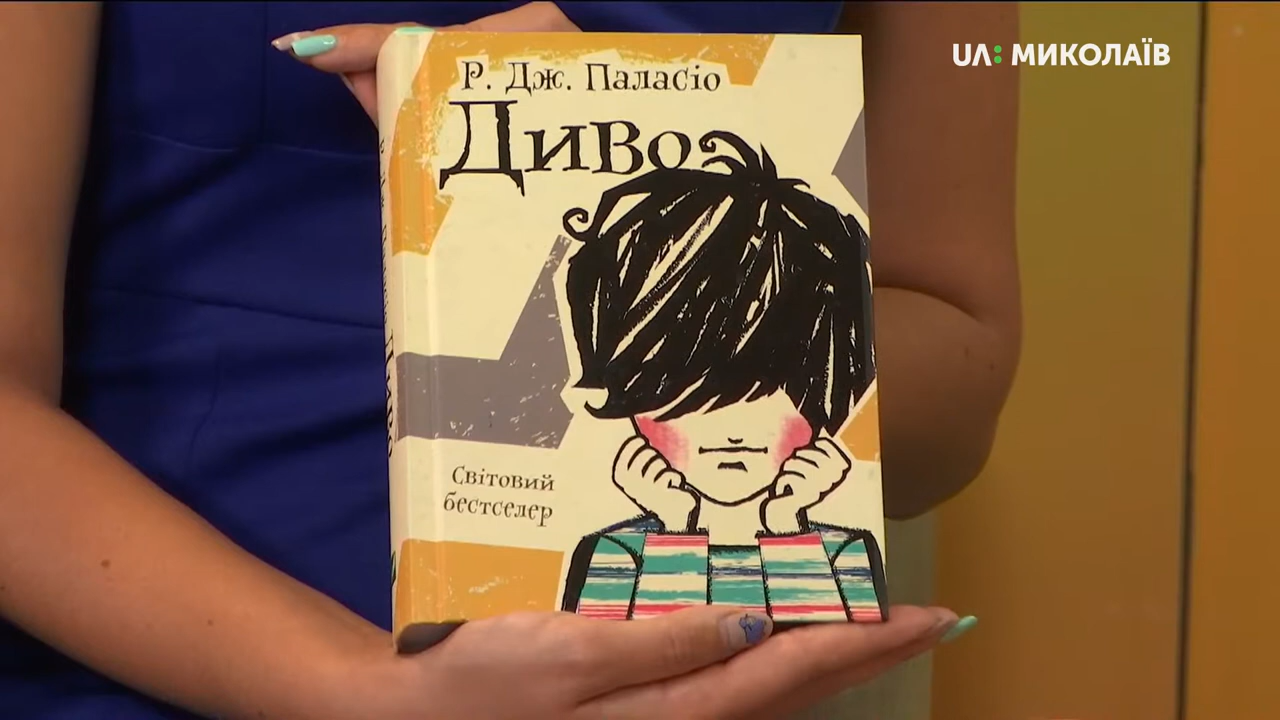 UA: МИКОЛАЇВ
Р. Дж. Паласіо
Диво
Світовий
бестселер